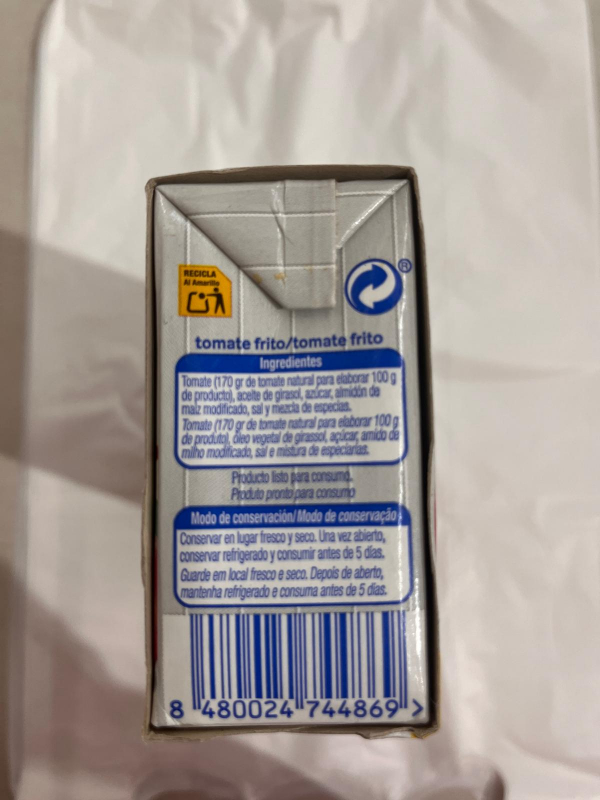 RECICLA
Al Amarillo
®
tomate frito/tomate frito
Ingredientes
Tomate (170 gr de tomate natural para elaborar 100 g
de producto), aceite de girasol, azúcar, almidón de
maíz modificado, sal y mezcla de especias.
Tomate (170 gr de tomate natural para elaborar 100 g.
de produto), óleo vegetal de girassol, açúcar, amido de
milho modificado, sal e mistura de especiarias.
Producto listo para consumo.
Produto pronto para consumo
Modo de conservación/Modo de conservação
Conservar en lugar fresco y seco. Una vez abierto,
conservar refrigerado y consumir antes de 5 días.
Guarde em local fresco e seco. Depois de aberto,
mantenha refrigerado e consuma antes de 5 dias.
8 480024 744869 >